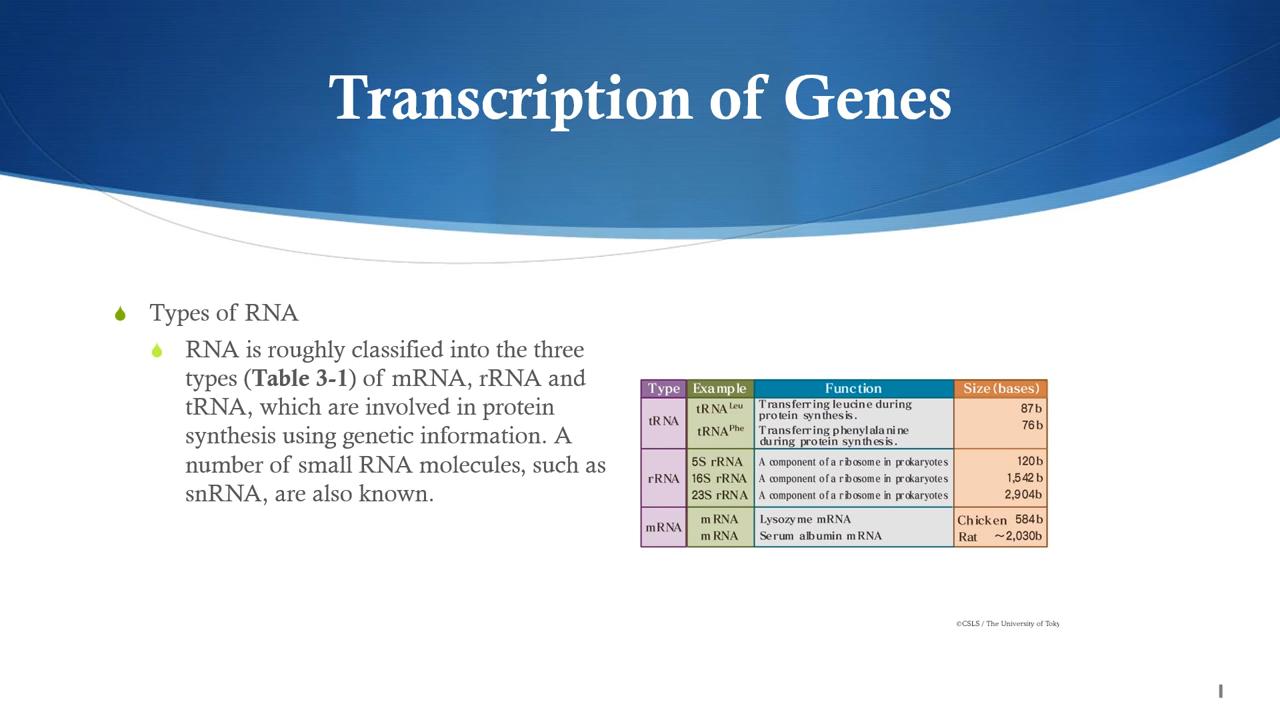 Transcription of Genes
Types of RNA
RNA is roughly classified into the three
types (Table 3-1) of mRNA, rRNA and
tRNA, which are involved in protein
synthesis using genetic information. A
number of small RNA molecules, such as
snRNA, are also known.
Type Example Function Size (bases)
tRNA
tRNA^Leu Transferring leucine during protein synthesis. 87b
tRNA^Phe Transferring phenylalanine during protein synthesis. 76b
rRNA
5S rRNA A component of a ribosome in prokaryotes 120b
16S rRNA A component of a ribosome in prokaryotes 1,542b
23S rRNA A component of a ribosome in prokaryotes 2,904b
mRNA
mRNA Lysozyme mRNA Chicken 584b
mRNA Serum albumin mRNA Rat ~2,030b
©CSLS / The University of Toky